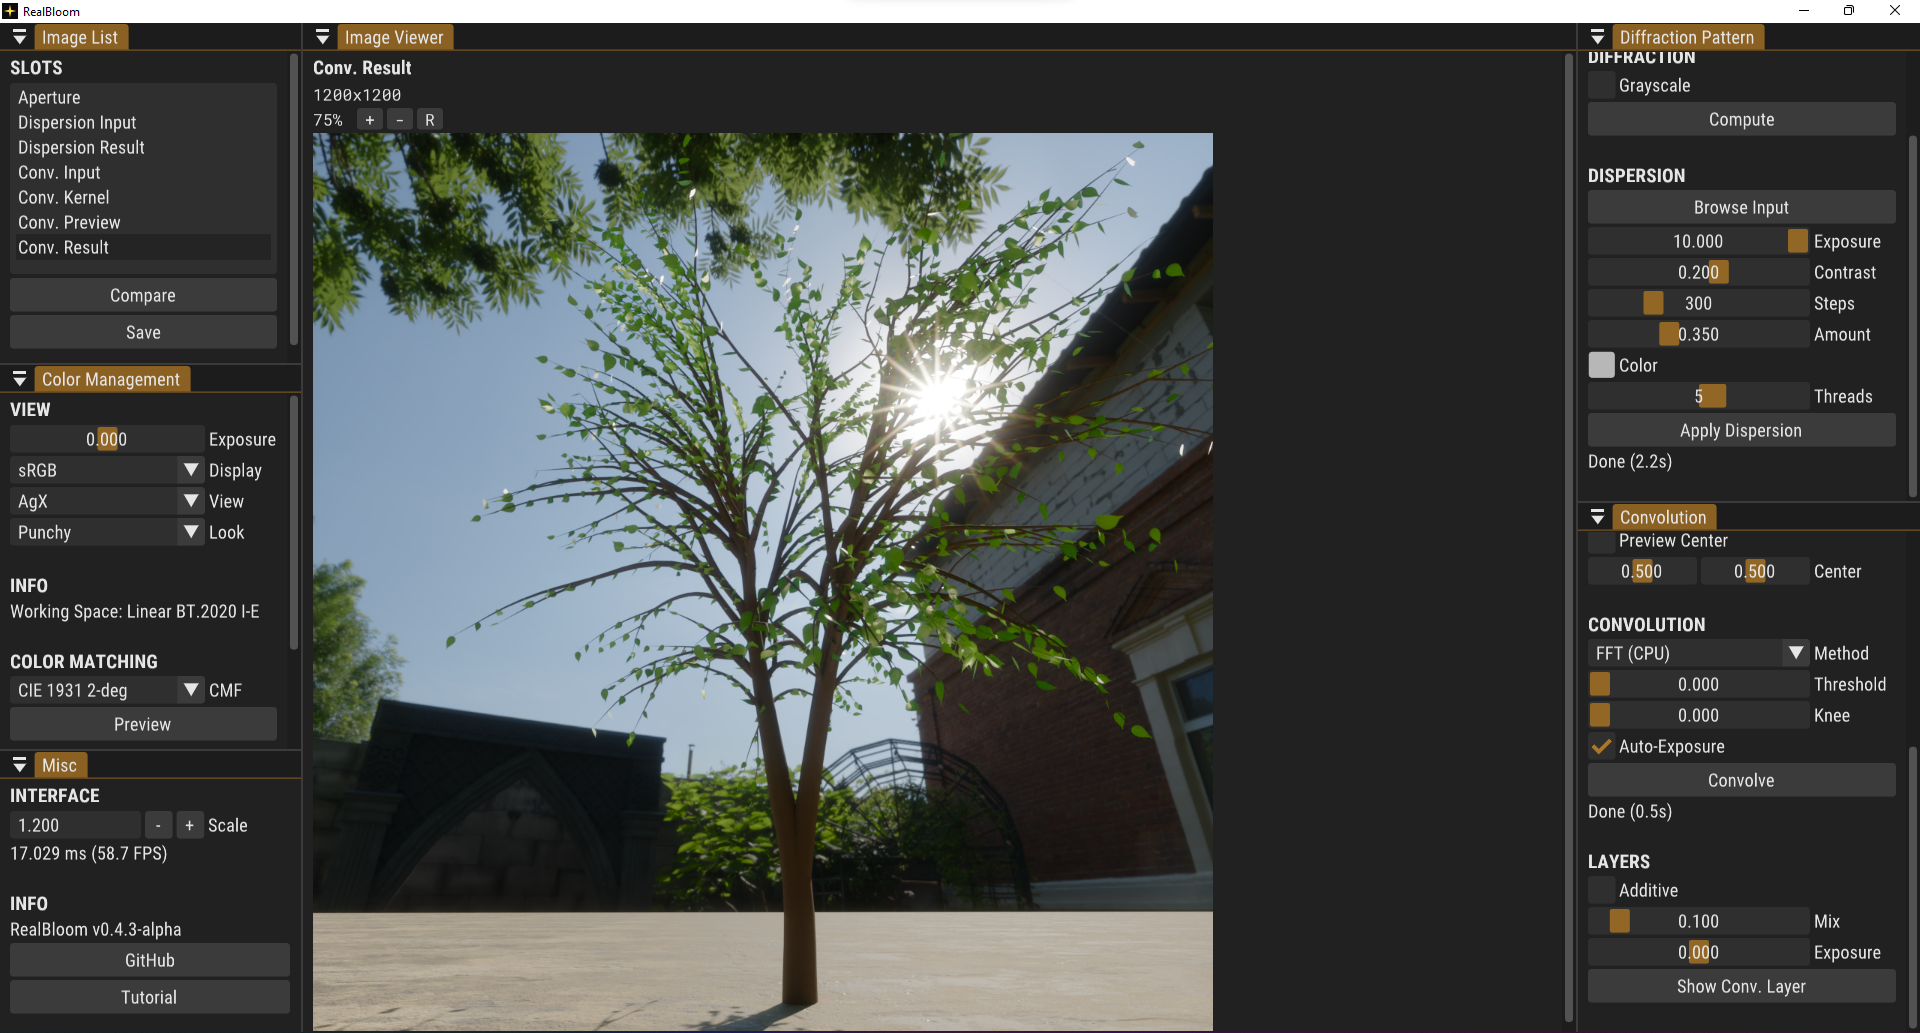 RealBloom
Image List
SLOTS
Aperture
Dispersion Input
Dispersion Result
Conv. Input
Conv. Kernel
Conv. Preview
Conv. Result
Compare
Save
Color Management
VIEW
0.000 Exposure
sRGB Display
AgX View
Punchy Look
INFO
Working Space: Linear BT.2020 I-E
COLOR MATCHING
CIE 1931 2-deg CMF
Preview
Misc
INTERFACE
1.200 - + Scale
17.029 ms (58.7 FPS)
INFO
RealBloom v0.4.3-alpha
GitHub
Tutorial
Image Viewer
Conv. Result
1200x1200
75% + - R
Diffraction Pattern
DIFFRACTION
Grayscale
Compute
DISPERSION
Browse Input
10.000 Exposure
0.200 Contrast
300 Steps
0.350 Amount
Color
5 Threads
Apply Dispersion
Done (2.2s)
Convolution
Preview Center
0.500 0.500 Center
CONVOLUTION
FFT (CPU) Method
0.000 Threshold
0.000 Knee
Auto-Exposure
Convolve
Done (0.5s)
LAYERS
Additive
0.100 Mix
0.000 Exposure
Show Conv. Layer